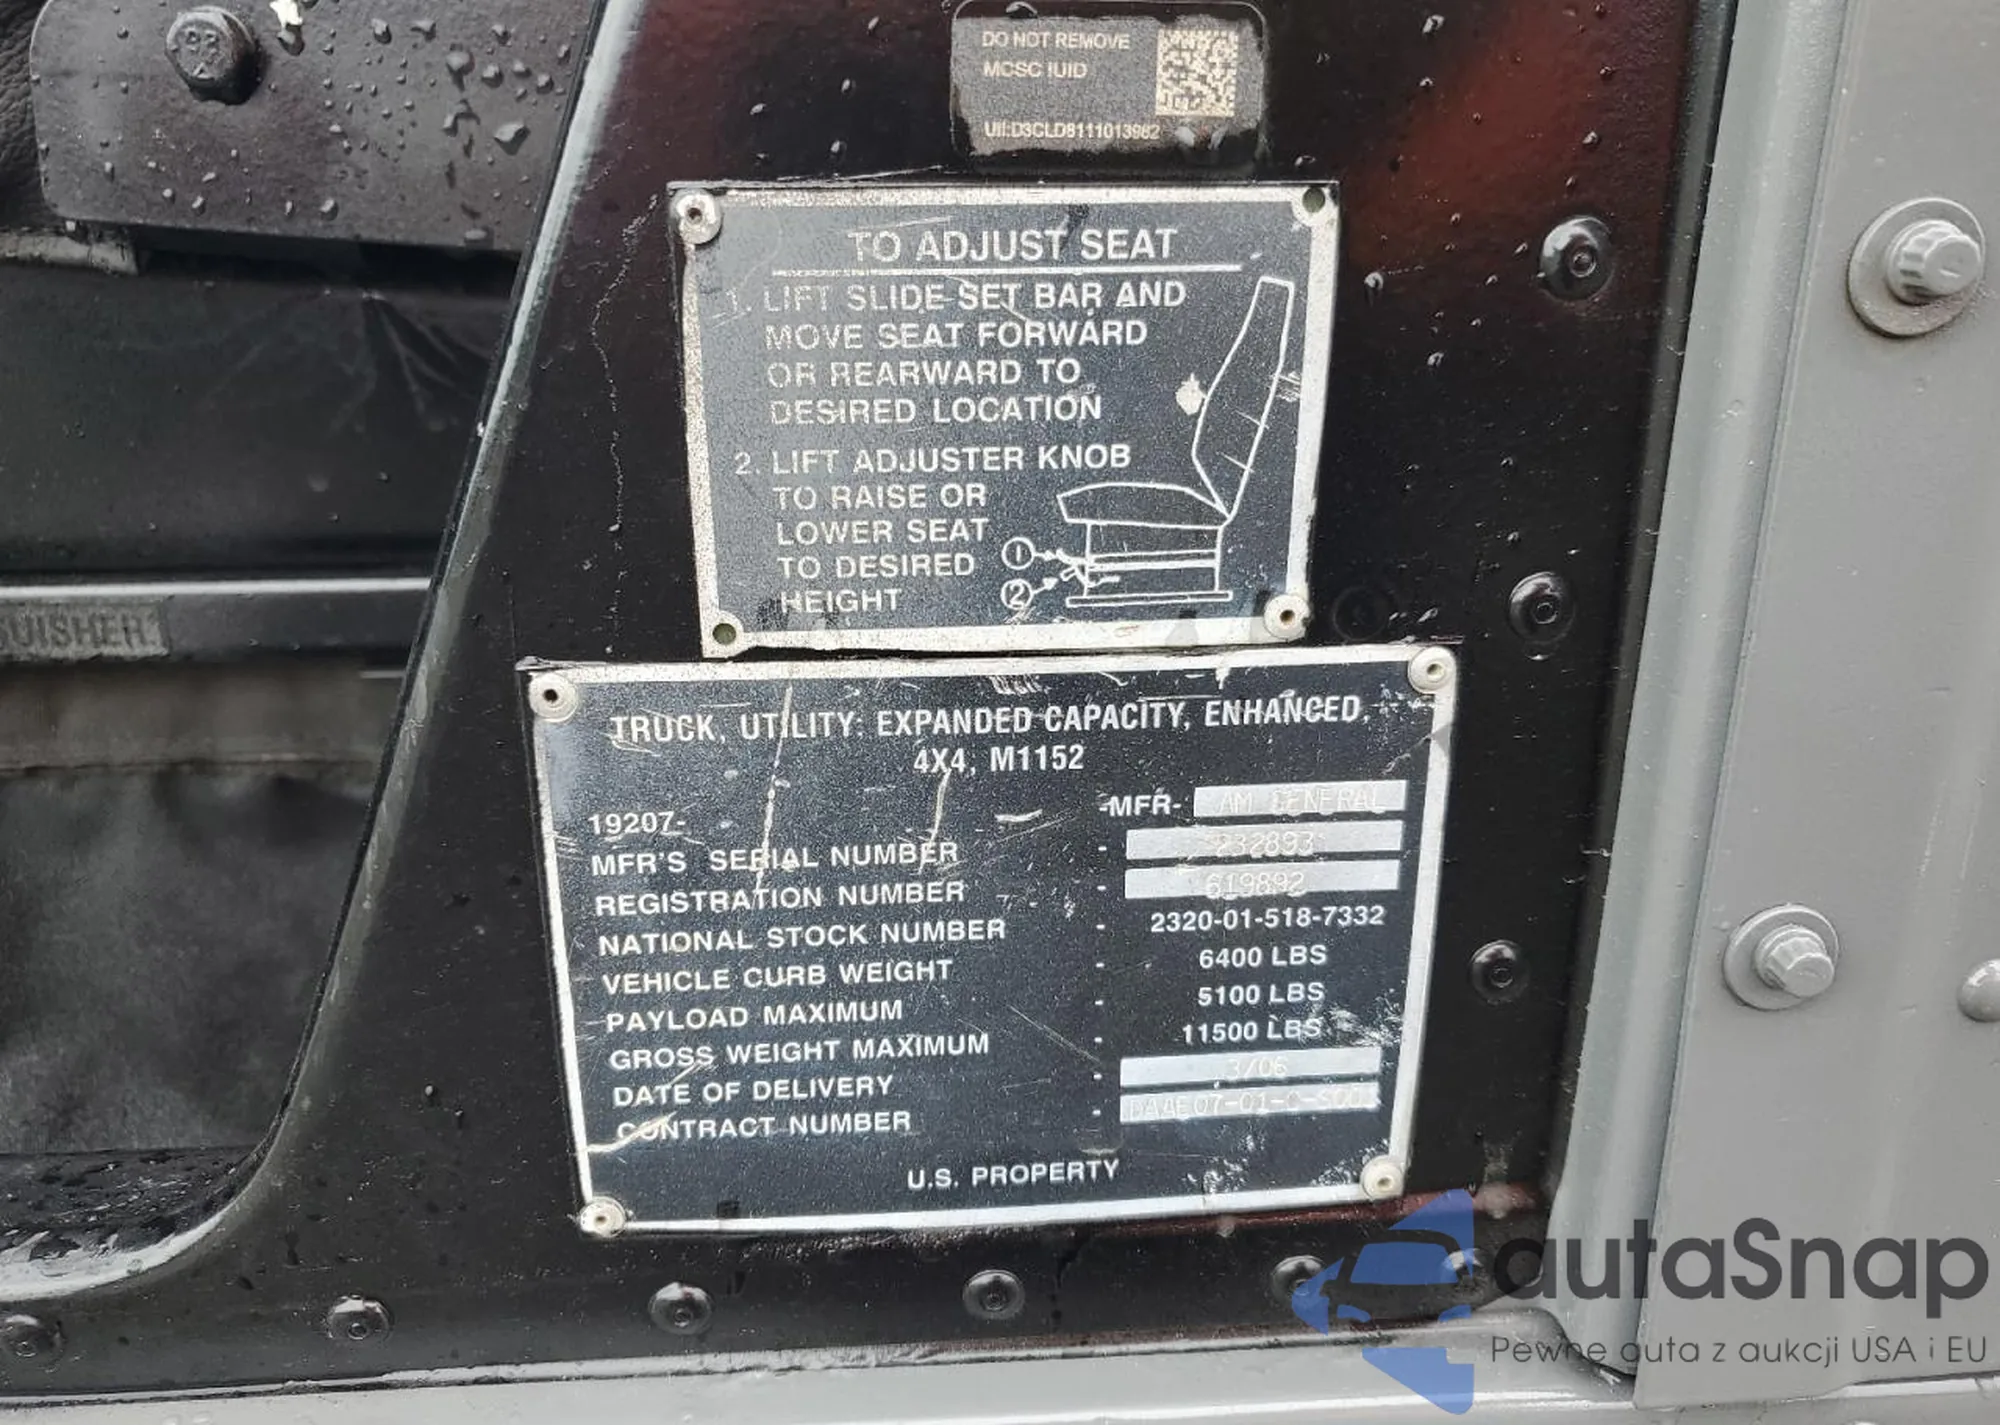 DO NOT REMOVE
MCSC IUID
UII:D3CLD8111013982
TO ADJUST SEAT
1. LIFT SLIDE SET BAR AND
MOVE SEAT FORWARD
OR REARWARD TO
DESIRED LOCATION
2. LIFT ADJUSTER KNOB
TO RAISE OR
LOWER SEAT
TO DESIRED
HEIGHT
1
2
UISHER
TRUCK, UTILITY: EXPANDED CAPACITY, ENHANCED,
4X4, M1152
19207- -MFR- AM GENERAL
MFR'S SERIAL NUMBER - 232893
REGISTRATION NUMBER - 619892
NATIONAL STOCK NUMBER - 2320-01-518-7332
VEHICLE CURB WEIGHT - 6400 LBS
PAYLOAD MAXIMUM - 5100 LBS
GROSS WEIGHT MAXIMUM - 11500 LBS
DATE OF DELIVERY - 3/06
CONTRACT NUMBER -
U.S. PROPERTY
autaSnap
Pewne auta z aukcji USA i EU